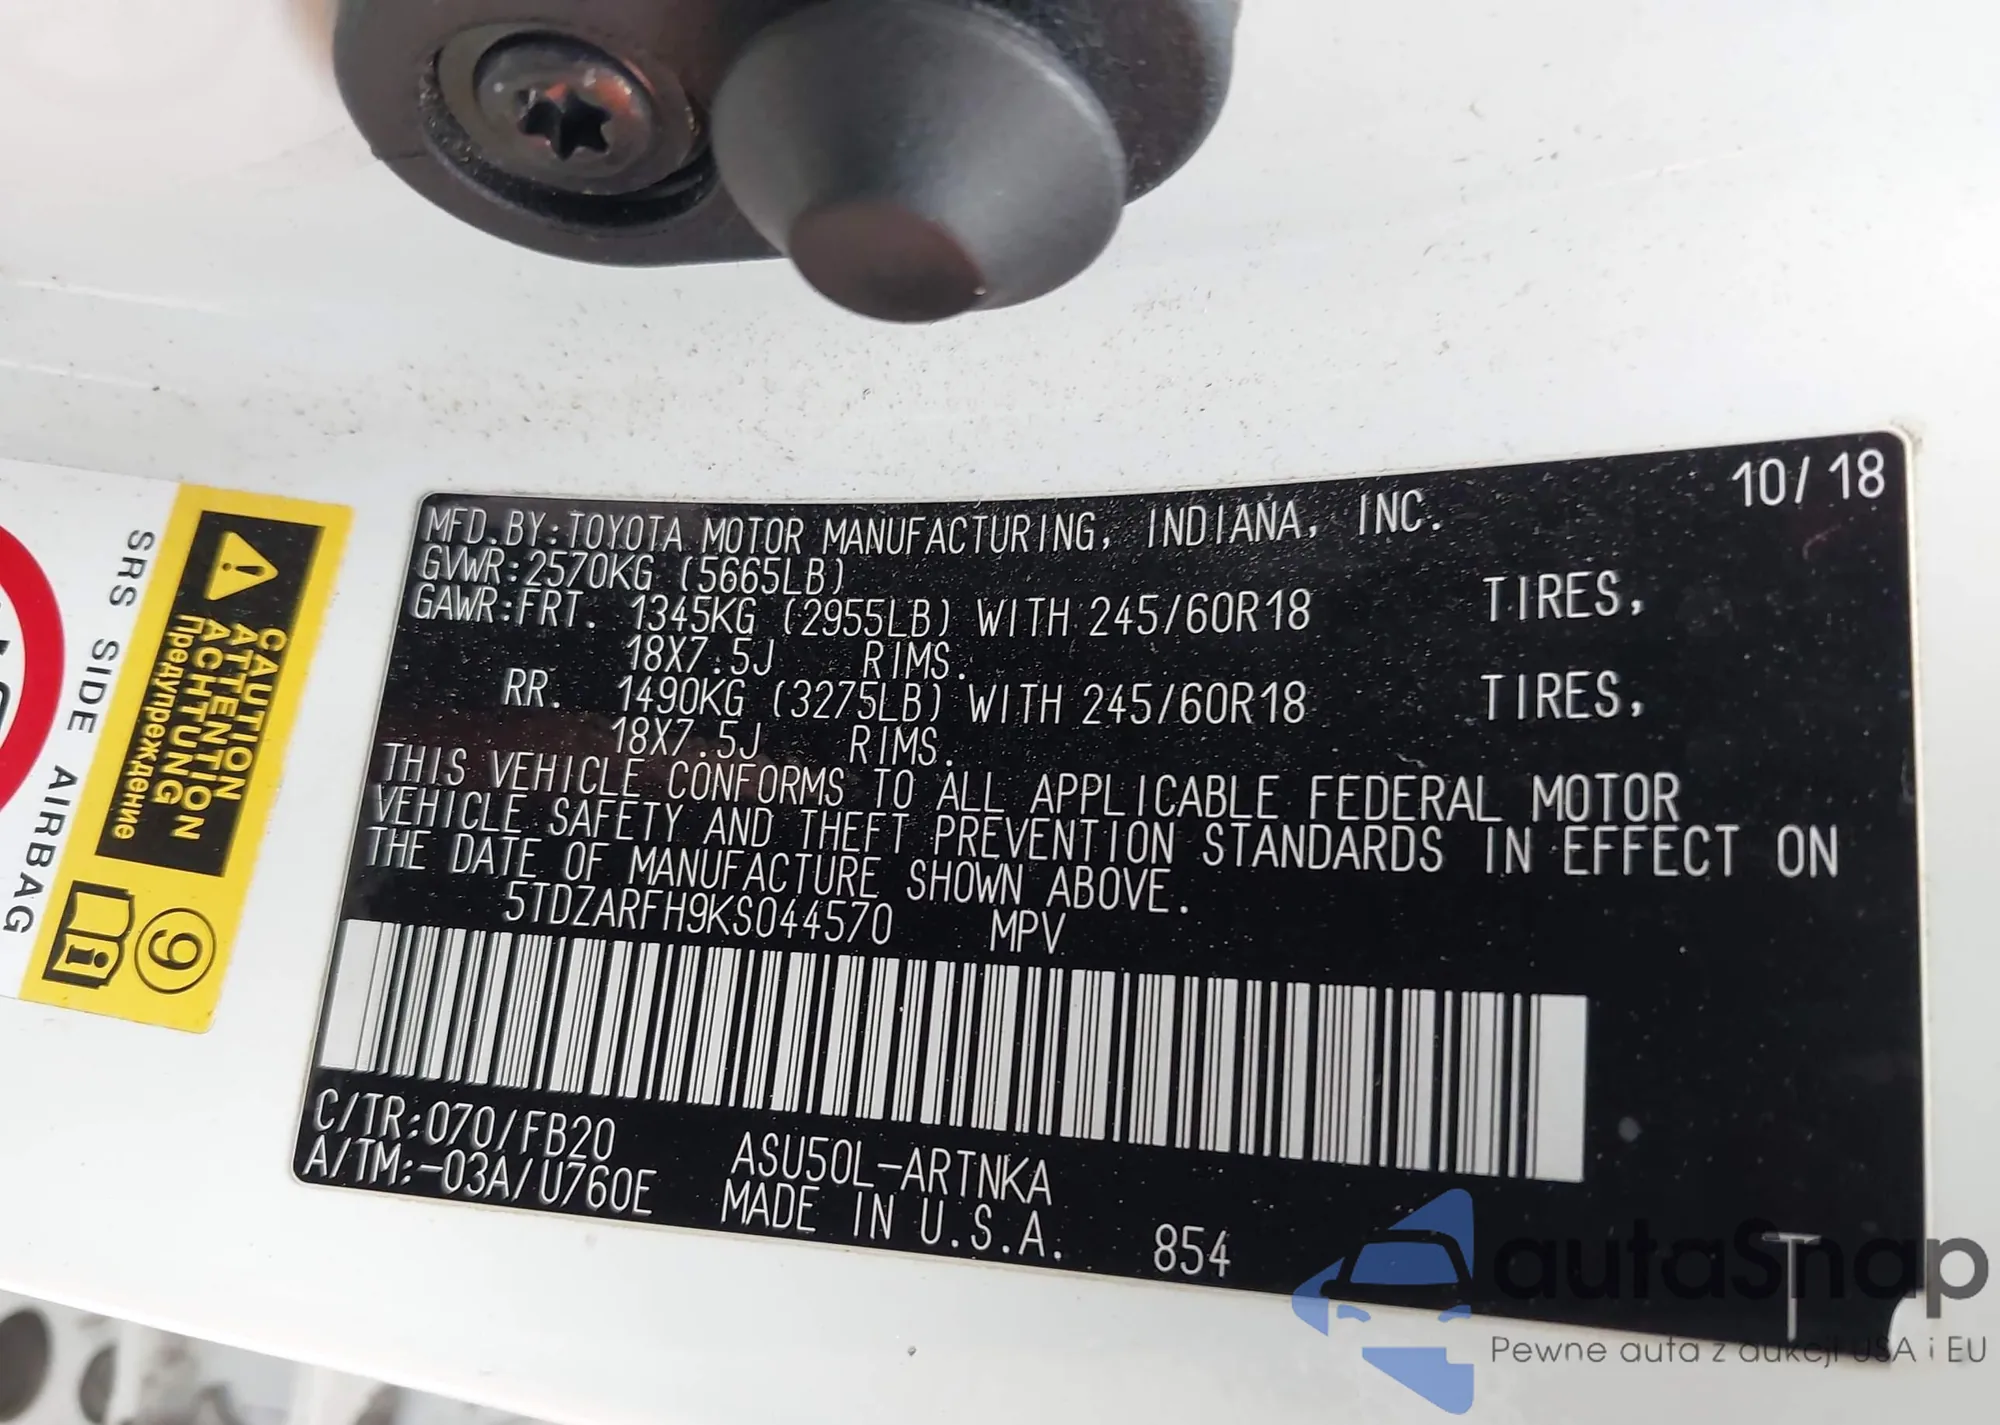 10/18
MFD.BY:TOYOTA MOTOR MANUFACTURING, INDIANA, INC.
GVWR:2570KG (5665LB)
GAWR:FRT. 1345KG (2955LB) WITH 245/60R18 TIRES,
18X7.5J RIMS.
RR. 1490KG (3275LB) WITH 245/60R18 TIRES,
18X7.5J RIMS.
THIS VEHICLE CONFORMS TO ALL APPLICABLE FEDERAL MOTOR
VEHICLE SAFETY AND THEFT PREVENTION STANDARDS IN EFFECT ON
THE DATE OF MANUFACTURE SHOWN ABOVE.
5TDZARFH9KS044570 MPV
C/TR:070/FB20 ASU50L-ARTNKA
A/TM:-03A/U760E MADE IN U.S.A. 854
T
SRS SIDE AIRBAG
CAUTION
ATTENTION
ACHTUNG
Предупреждение
i
9
autaSnap
Pewne auta z aukcji USA i EU